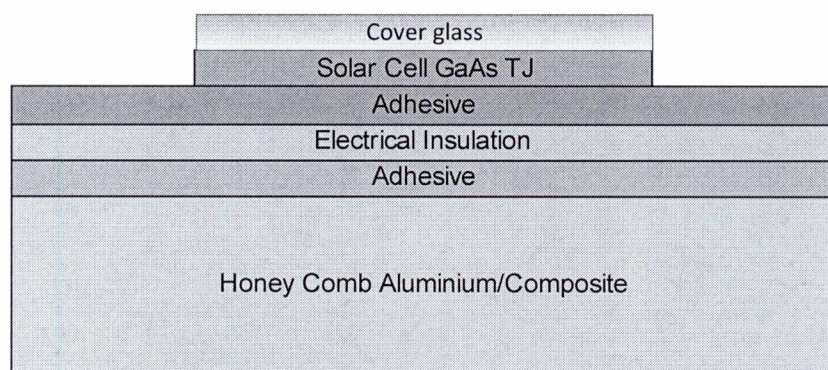 Cover glass
Solar Cell GaAs TJ
Adhesive
Electrical Insulation
Adhesive
Honey Comb Aluminium/Composite